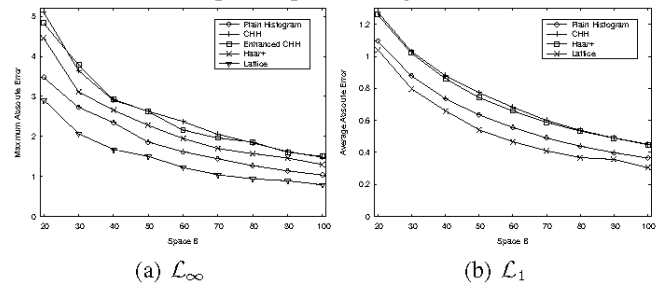 Plain Histogram
CHH
Enhanced CHH
Haar+
Lattice
Maximum Absolute Error
5
4
3
2
1
0
20 30 40 50 60 70 80 90 100
Space B
(a) ℒ∞
Plain Histogram
CHH
Haar+
Lattice
Average Absolute Error
1.2
1
0.8
0.6
0.4
0.2
0
20 30 40 50 60 70 80 90 100
Space B
(b) ℒ1